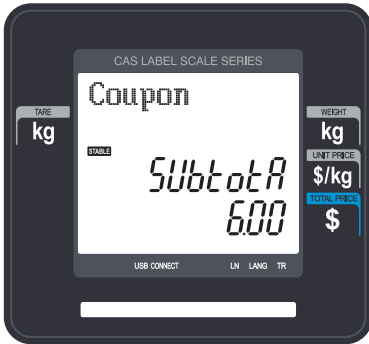 CAS LABEL SCALE SERIES
Coupon
TARE
kg
WEIGHT
kg
STABLE
SUbtotA
UNIT PRICE
$/kg
6.00
TOTAL PRICE
$
USB CONNECT LN LANG TR